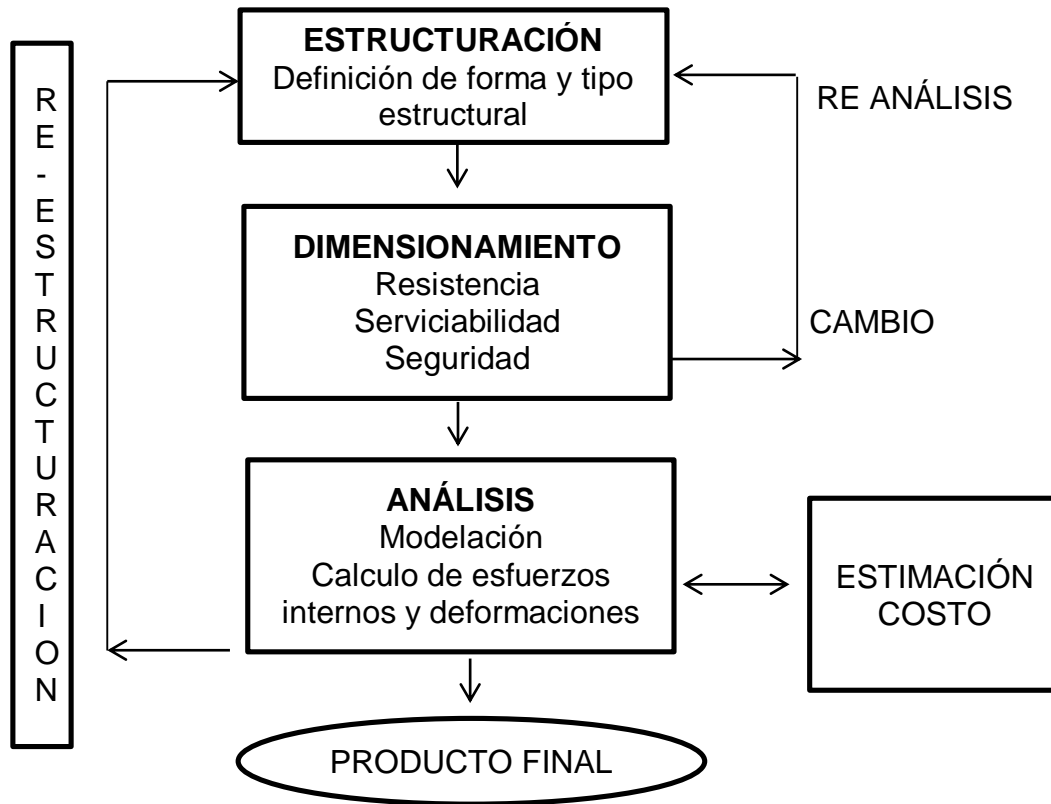 ESTRUCTURACIÓN
Definición de forma y tipo
estructural
RE ANÁLISIS
DIMENSIONAMIENTO
Resistencia
Serviciabilidad
Seguridad
CAMBIO
ANÁLISIS
Modelación
Calculo de esfuerzos
internos y deformaciones
ESTIMACIÓN
COSTO
PRODUCTO FINAL
R
E
-
E
S
T
R
U
C
T
U
R
A
C
I
O
N